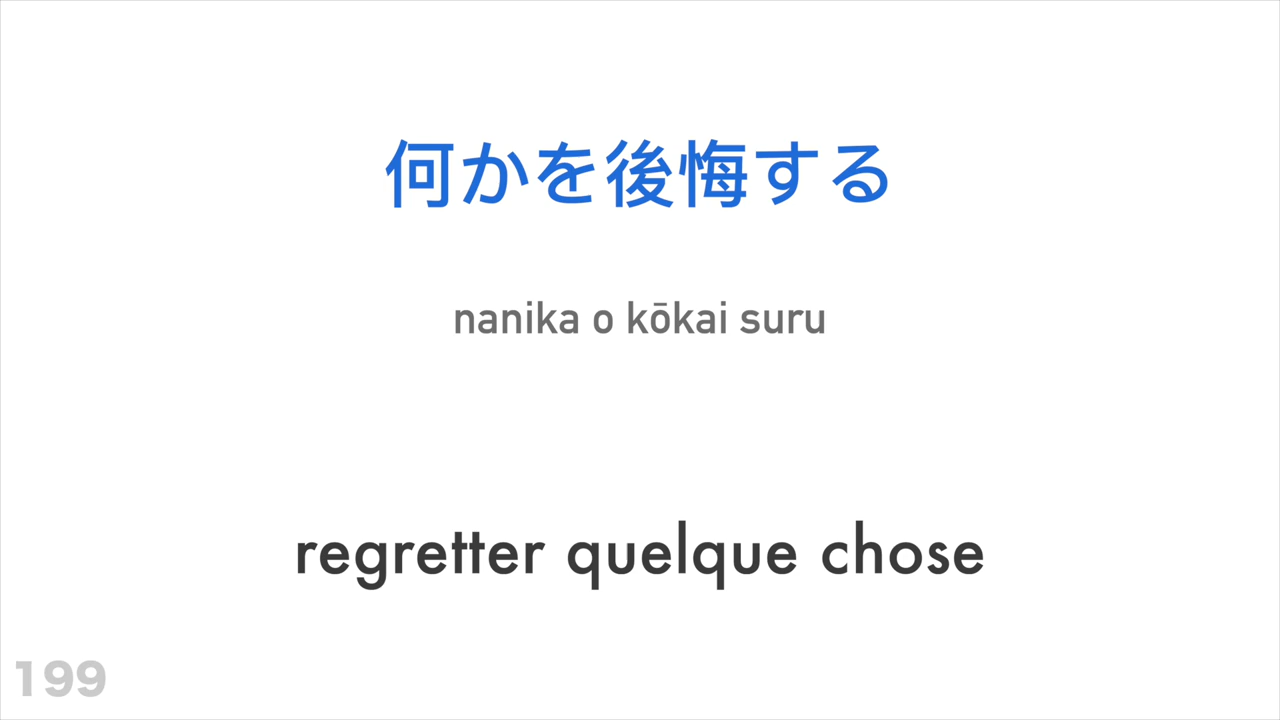 何かを後悔する
nanika o kōkai suru
regretter quelque chose
199